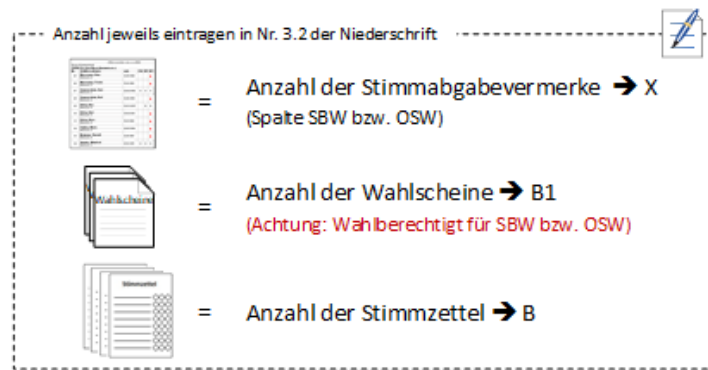 Anzahl jeweils eintragen in Nr. 3.2 der Niederschrift
= Anzahl der Stimmabgabevermerke ➔ X
(Spalte SBW bzw. OSW)
Wahlscheine
= Anzahl der Wahlscheine ➔ B1
(Achtung: Wahlberechtigt für SBW bzw. OSW)
Stimmzettel
= Anzahl der Stimmzettel ➔ B